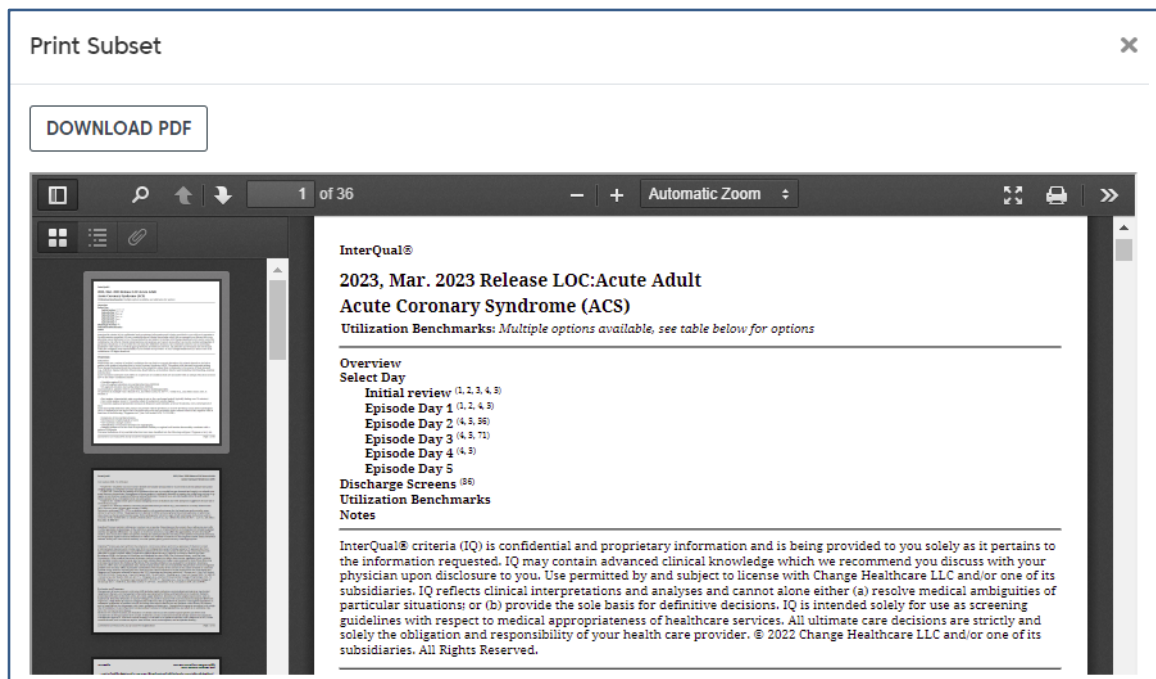 Print Subset
DOWNLOAD PDF
1 of 36
Automatic Zoom
InterQual®
2023, Mar. 2023 Release LOC:Acute Adult
Acute Coronary Syndrome (ACS)
Utilization Benchmarks: Multiple options available, see table below for options
Overview
Select Day
Initial review (1, 2, 3, 4, 5)
Episode Day 1 (1, 2, 4, 5)
Episode Day 2 (4, 5, 36)
Episode Day 3 (4, 5, 71)
Episode Day 4 (4, 5)
Episode Day 5
Discharge Screens (86)
Utilization Benchmarks
Notes
InterQual® criteria (IQ) is confidential and proprietary information and is being provided to you solely as it pertains to
the information requested. IQ may contain advanced clinical knowledge which we recommend you discuss with your
physician upon disclosure to you. Use permitted by and subject to license with Change Healthcare LLC and/or one of its
subsidiaries. IQ reflects clinical interpretations and analyses and cannot alone either (a) resolve medical ambiguities of
particular situations; or (b) provide the sole basis for definitive decisions. IQ is intended solely for use as screening
guidelines with respect to medical appropriateness of healthcare services. All ultimate care decisions are strictly and
solely the obligation and responsibility of your health care provider. © 2022 Change Healthcare LLC and/or one of its
subsidiaries. All Rights Reserved.